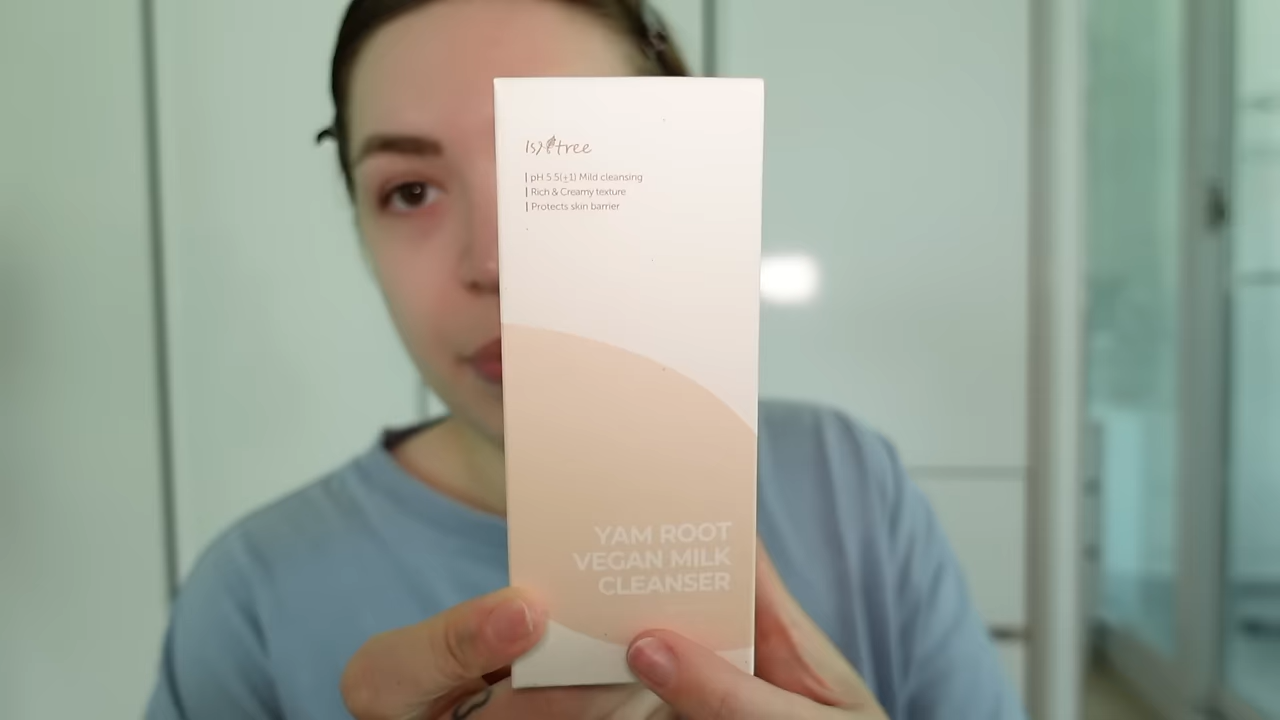 Isntree
| pH 5.5(±1) Mild cleansing
| Rich & Creamy texture
| Protects skin barrier
YAM ROOT
VEGAN MILK
CLEANSER